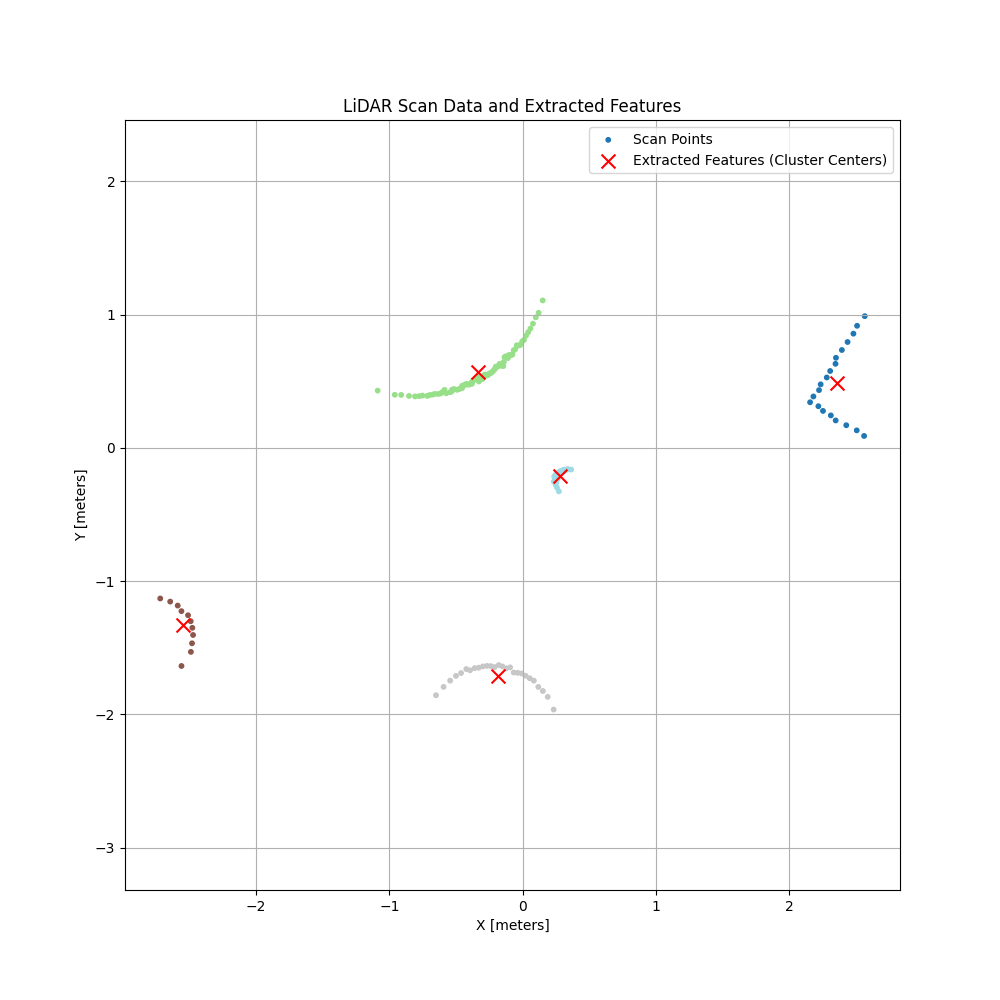 LiDAR Scan Data and Extracted Features
Scan Points
Extracted Features (Cluster Centers)
2
1
0
−1
−2
−3
Y [meters]
−2 −1 0 1 2
X [meters]